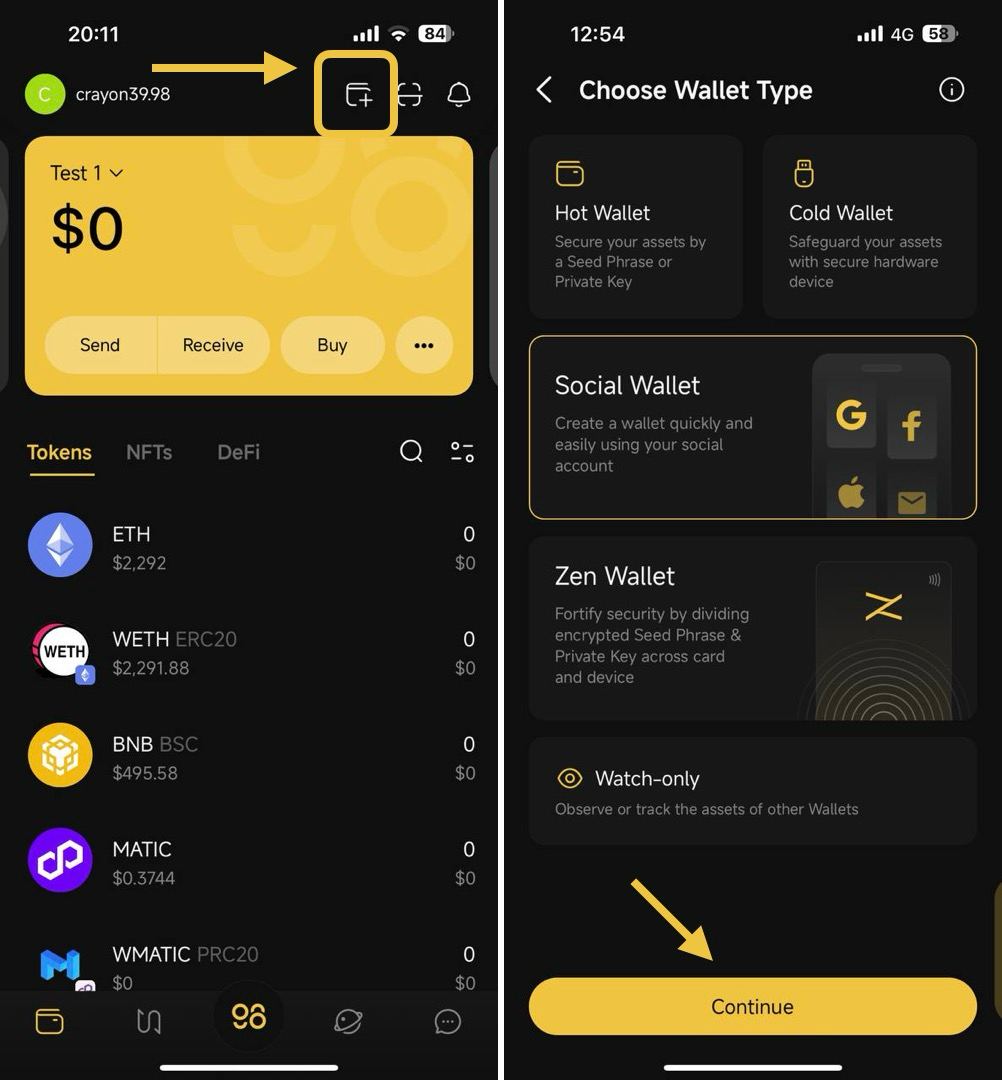 20:11
84
C
crayon39.98
Test 1
$0
Send
Receive
Buy
Tokens
NFTs
DeFi
ETH
0
$2,292
$0
WETH
WETH ERC20
0
$2,291.88
$0
BNB BSC
0
$495.58
$0
MATIC
0
$0.3744
$0
WMATIC PRC20
0
$0
$0
98
12:54
4G
58
Choose Wallet Type
Hot Wallet
Secure your assets by
a Seed Phrase or
Private Key
Cold Wallet
Safeguard your assets
with secure hardware
device
Social Wallet
Create a wallet quickly and
easily using your social
account
G
f
Zen Wallet
Fortify security by dividing
encrypted Seed Phrase &
Private Key across card
and device
Watch-only
Observe or track the assets of other Wallets
Continue